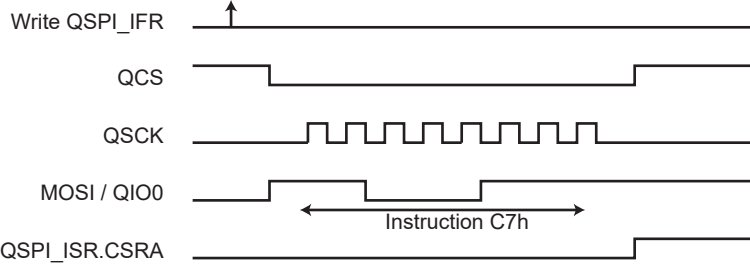 Write QSPI_IFR
QCS
QSCK
MOSI / QIO0
Instruction C7h
QSPI_ISR.CSRA